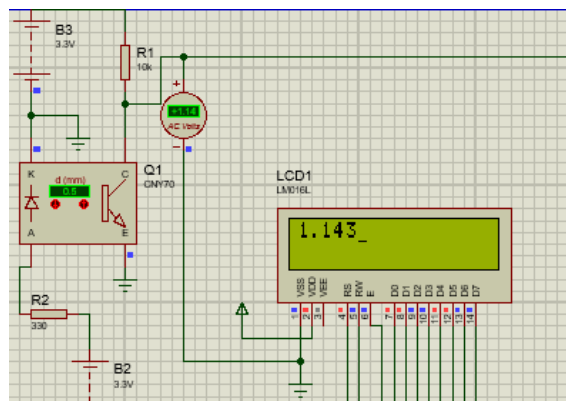 B3
3.3V
R1
10k
+1.14
AC Volts
K
C
d (mm)
0.5
A
E
Q1
CNY70
LCD1
LM016L
1.143_
VSS
VDD
VEE
RS
RW
E
D0
D1
D2
D3
D4
D5
D6
D7
1
2
3
4
5
6
7
8
9
10
11
12
13
14
R2
330
B2
3.3V